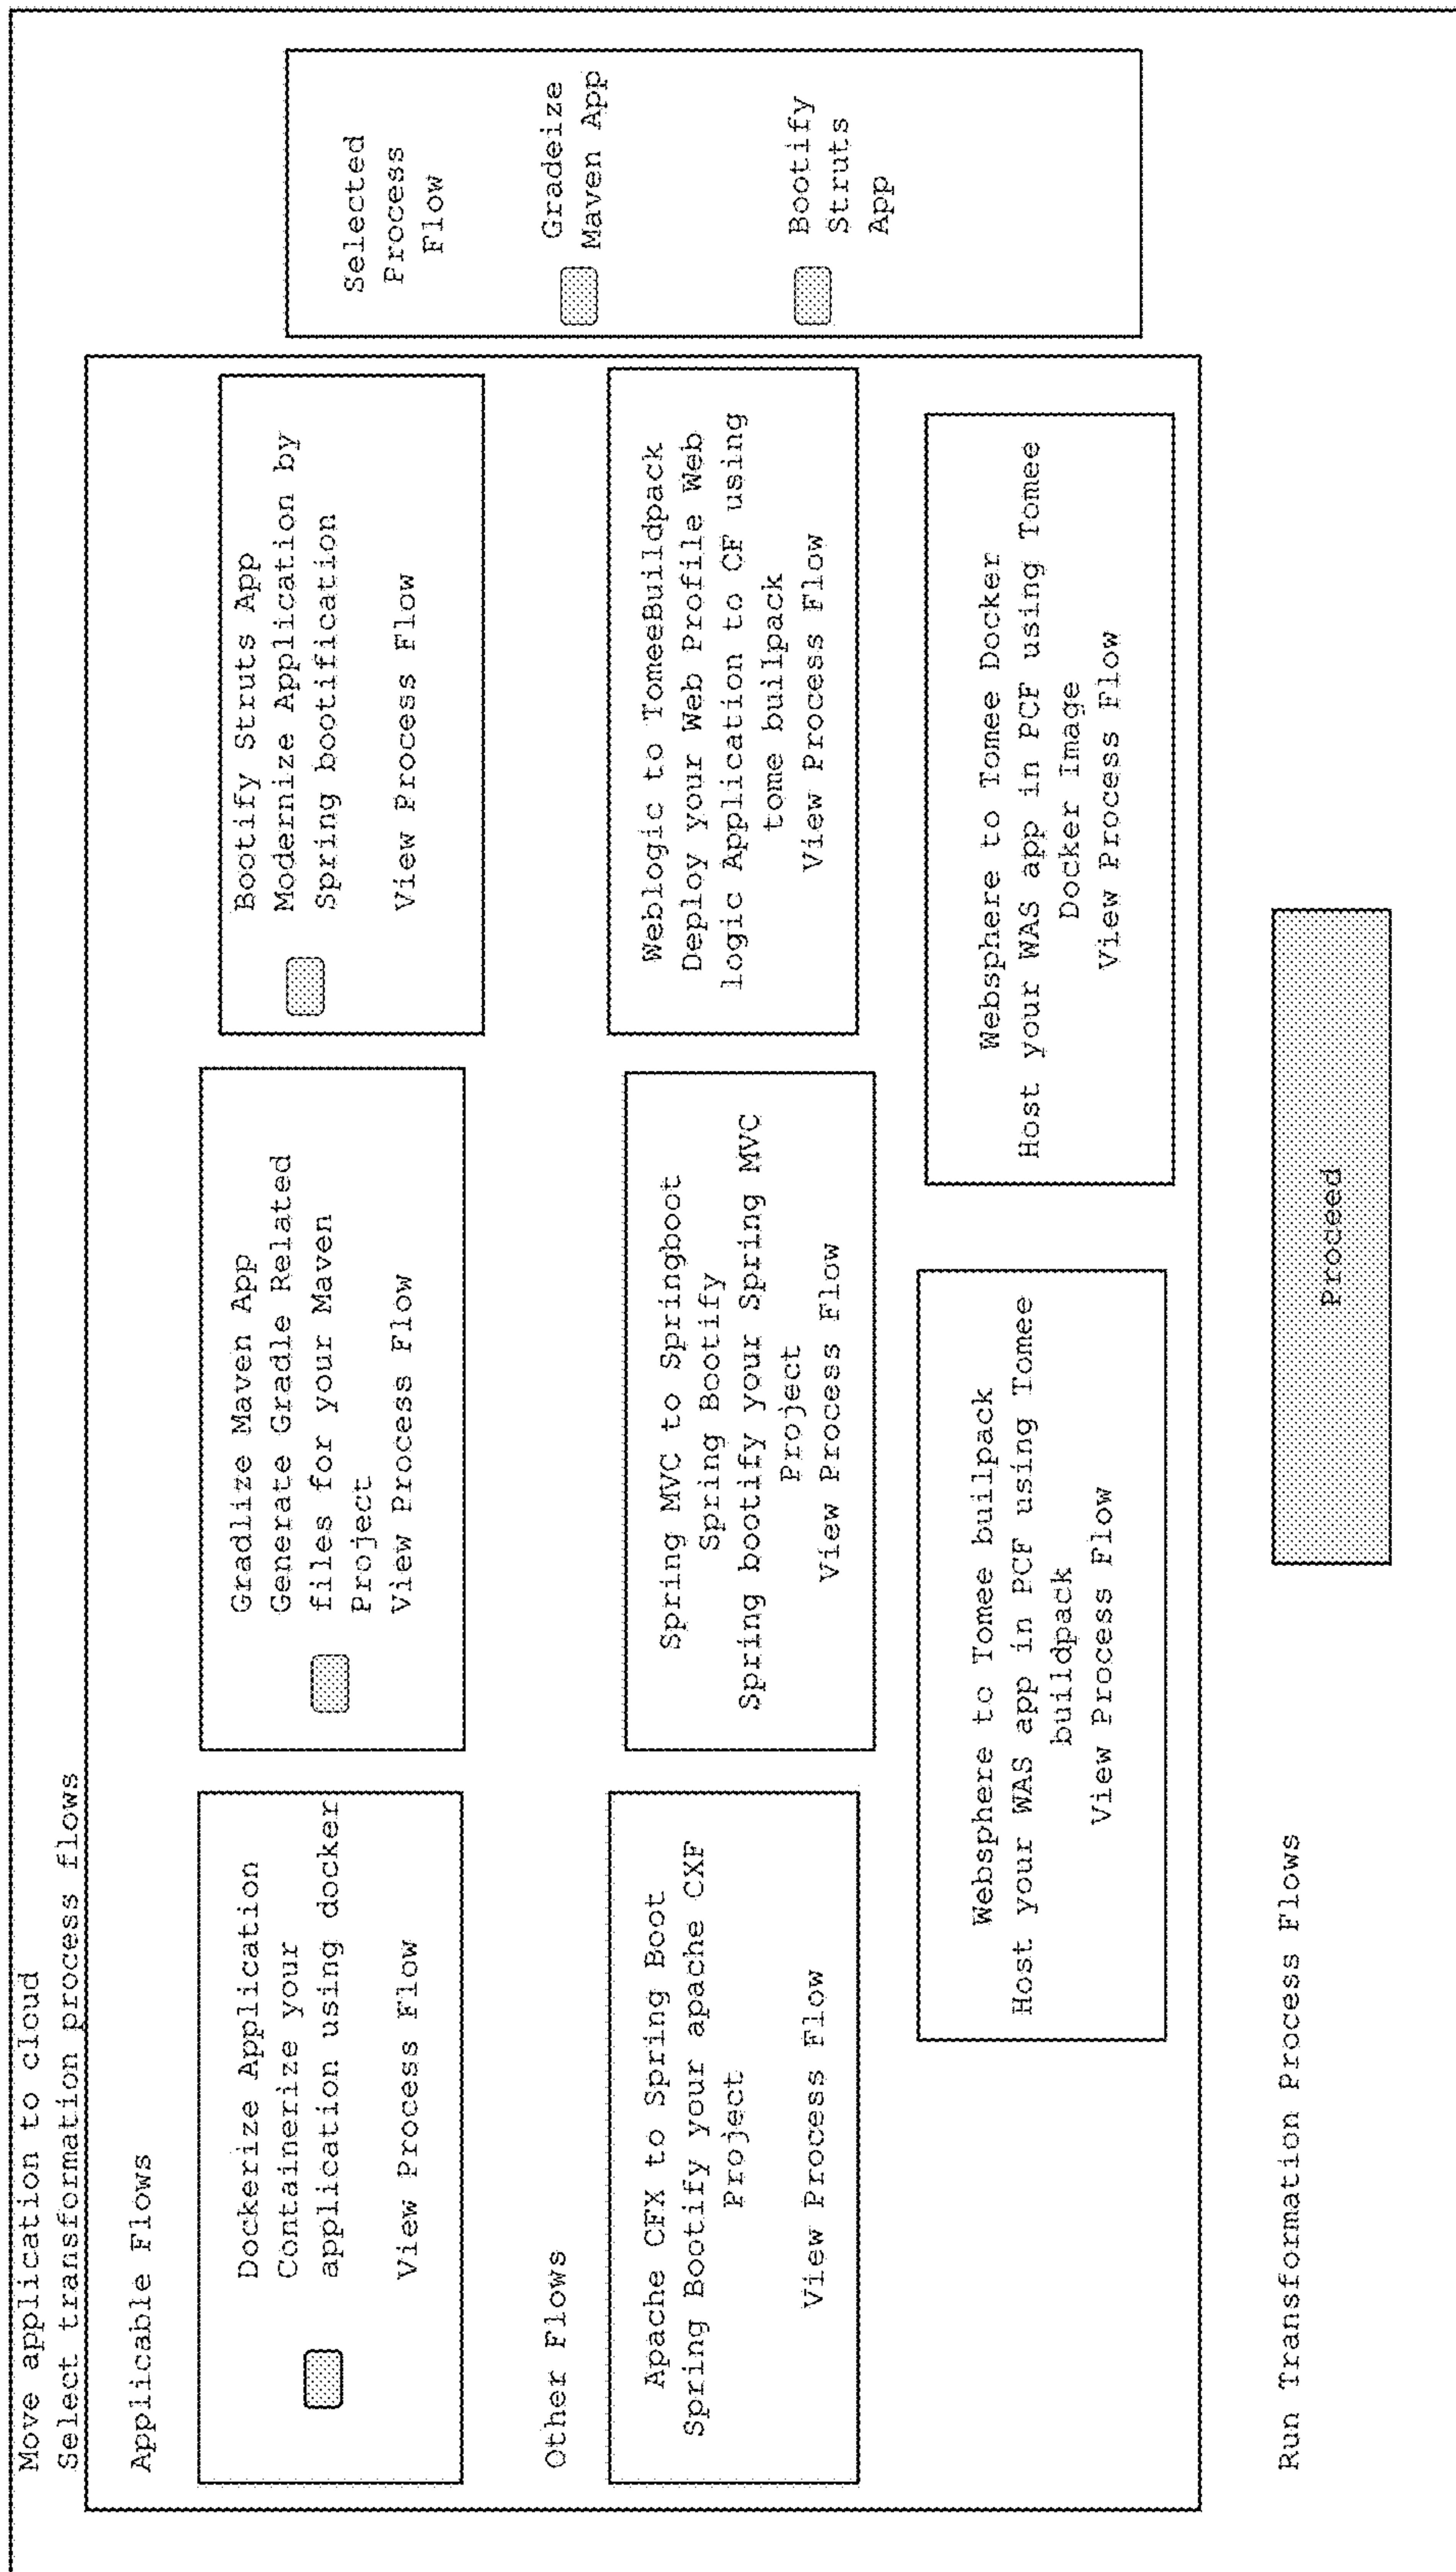 Move application to cloud
Select transformation process flows
Applicable Flows
Dockerize Application
Containerize your
application using docker
View Process Flow
Gradlize Maven App
Generate Gradle Related
files for your Maven
Project
View Process Flow
Bootify Struts App
Modernize Application by
Spring bootification
View Process Flow
Other Flows
Apache CFX to Spring Boot
Spring Bootify your apache CXF
Project
View Process Flow
Spring MVC to Springboot
Spring Bootify
Spring bootify your Spring MVC
Project
View Process Flow
Weblogic to TomeeBuildpack
Deploy your Web Profile Web
logic Application to CF using
tome builpack
View Process Flow
Websphere to Tomee builpack
Host your WAS app in PCF using Tomee
buildpack
View Process Flow
Websphere to Tomee Docker
Host your WAS app in PCF using Tomee
Docker Image
View Process Flow
Selected
Process
Flow
Gradeize
Maven App
Bootify
Struts
App
Run Transformation Process Flows
Proceed